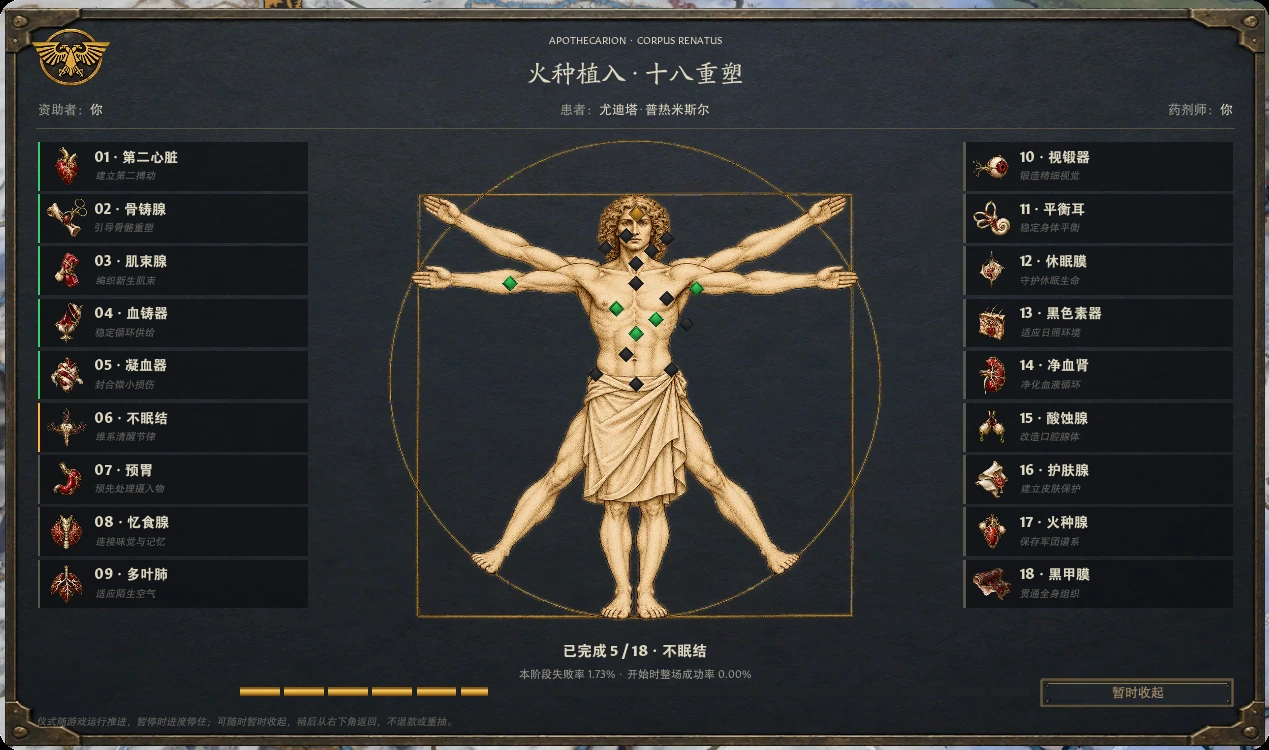 APOTHECARION · CORPUS RENATUS
火种植入·十八重塑
资助者：你
患者：尤迪塔·普热米斯尔
药剂师：你
01 · 第二心脏
建立第二搏动
02 · 骨铸腺
引导骨骼重塑
03 · 肌束腺
编织新生肌束
04 · 血铸器
稳定循环供给
05 · 凝血器
封合微小损伤
06 · 不眠结
维系清醒节律
07 · 预胃
预先处理摄入物
08 · 忆食腺
连接味觉与记忆
09 · 多叶肺
适应陌生空气
10 · 视锻器
锻造精细视觉
11 · 平衡耳
稳定身体平衡
12 · 休眠膜
守护休眠生命
13 · 黑色素器
适应日照环境
14 · 净血肾
净化血液循环
15 · 酸蚀腺
改造口腔腺体
16 · 护肤腺
建立皮肤保护
17 · 火种腺
保存军团谱系
18 · 黑甲膜
贯通全身组织
已完成 5 / 18 · 不眠结
本阶段失败率 1.73% · 开始时整场成功率 0.00%
暂时收起
仪式随游戏运行推进，暂停时进度停住；可随时暂时收起，稍后从右下角返回，不退款或重抽。